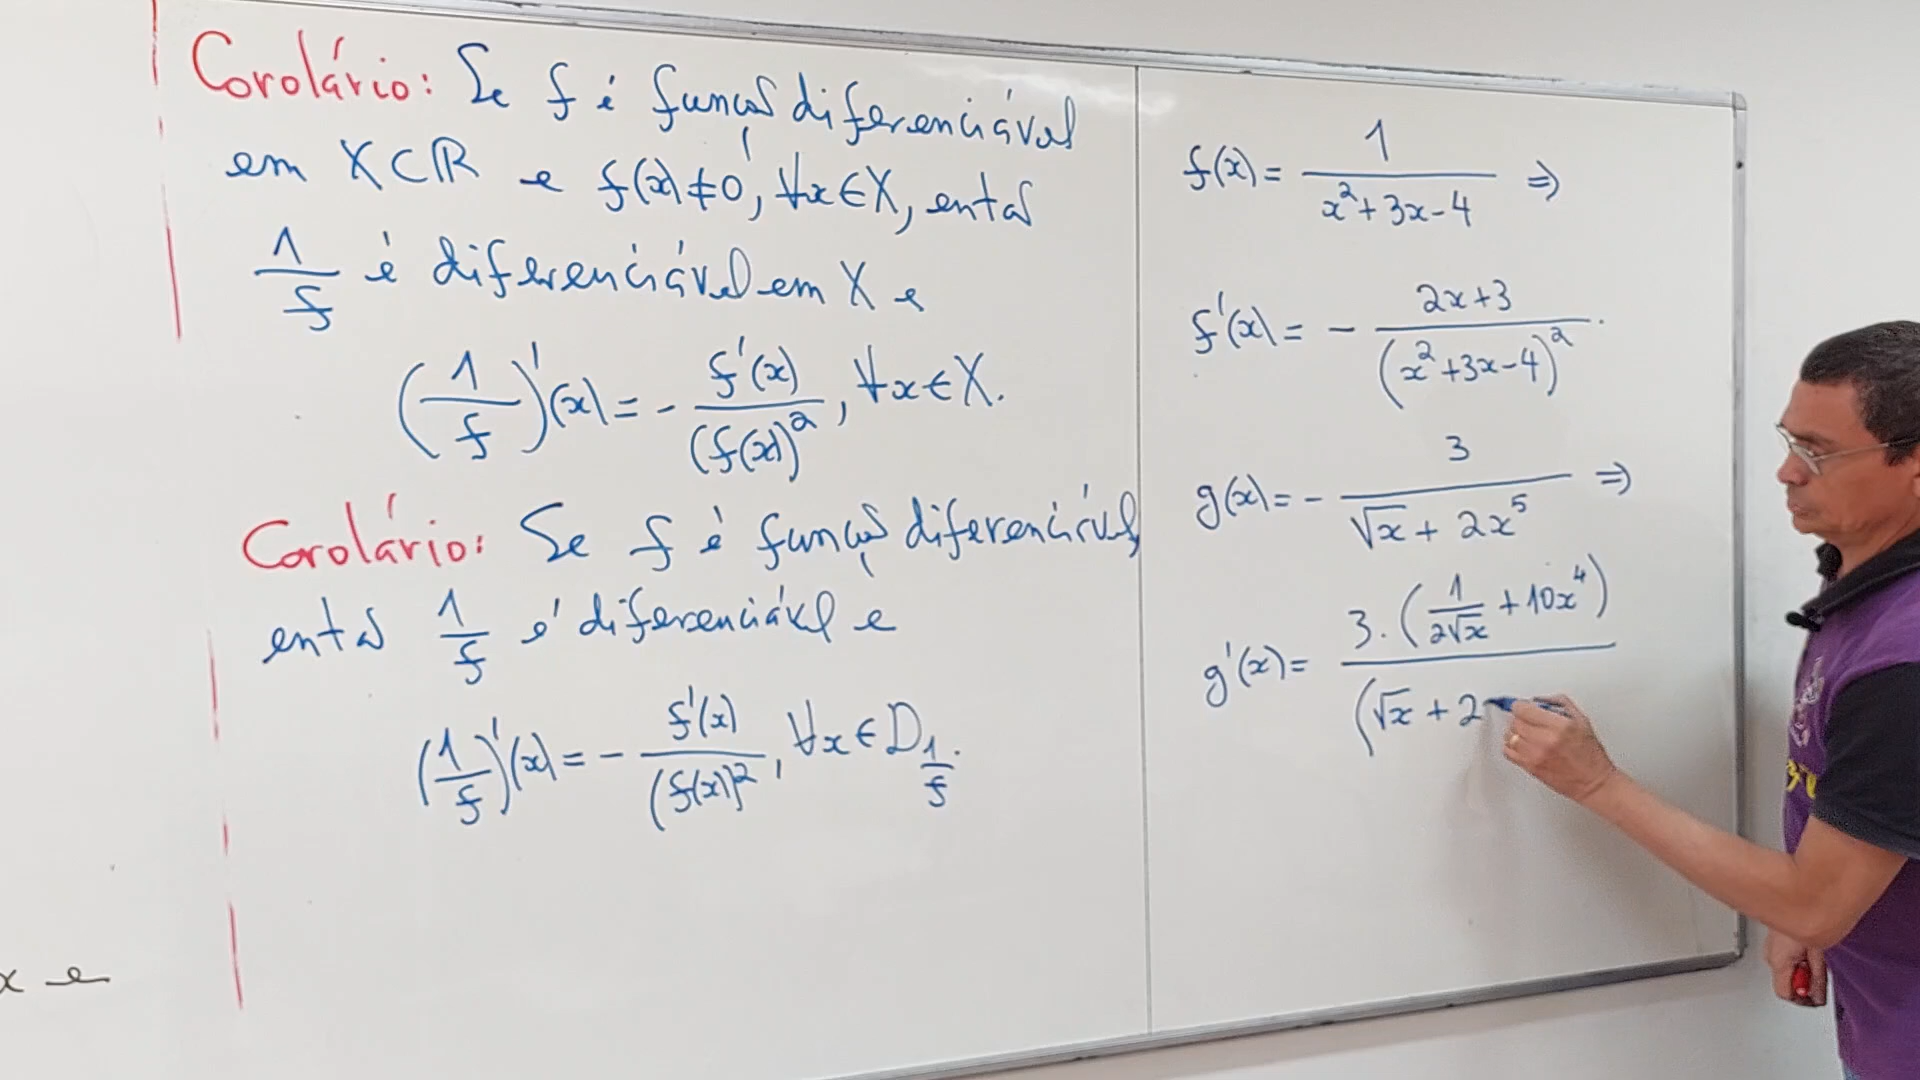 Corolário: Se f é função diferenciável
em X⊂ℝ e f(x)≠0, ∀x∈X, então
1/f é diferenciável em X e
(1/f)'(x) = - f'(x)/(f(x))², ∀x∈X.
Corolário: Se f é função diferenciável,
então 1/f é diferenciável e
(1/f)'(x) = - f'(x)/(f(x))², ∀x∈D_{1/f}.
x e
f(x) = 1/(x²+3x-4) ⇒
f'(x) = - (2x+3)/(x²+3x-4)².
g(x) = - 3/(√x + 2x⁵) ⇒
g'(x) = 3.(1/(2√x) + 10x⁴)/(√x + 2